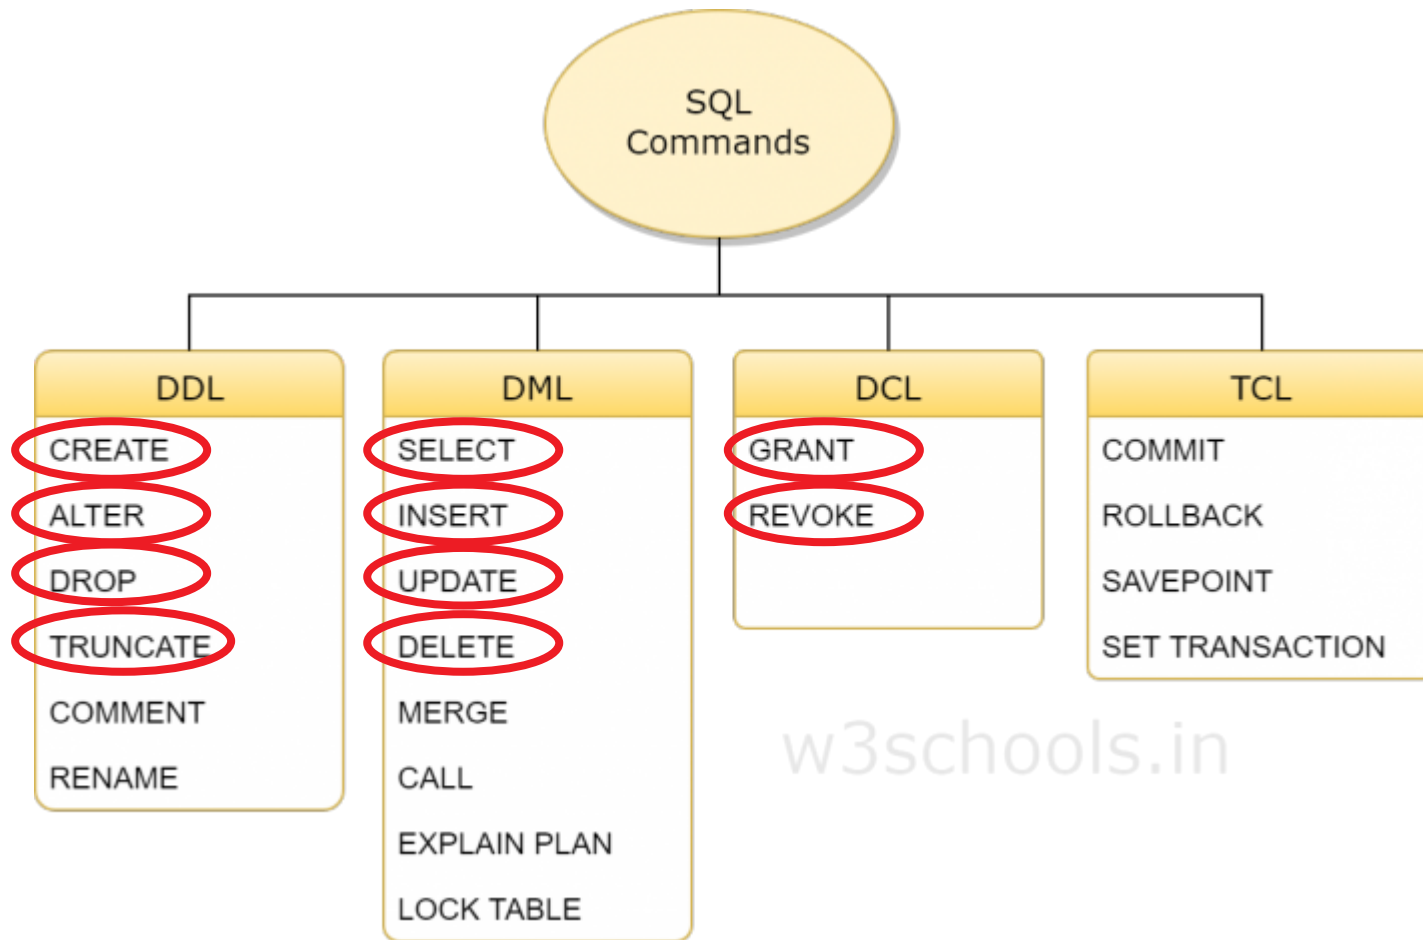 SQL
Commands
DDL
CREATE
ALTER
DROP
TRUNCATE
COMMENT
RENAME
DML
SELECT
INSERT
UPDATE
DELETE
MERGE
CALL
EXPLAIN PLAN
LOCK TABLE
DCL
GRANT
REVOKE
TCL
COMMIT
ROLLBACK
SAVEPOINT
SET TRANSACTION
w3schools.in